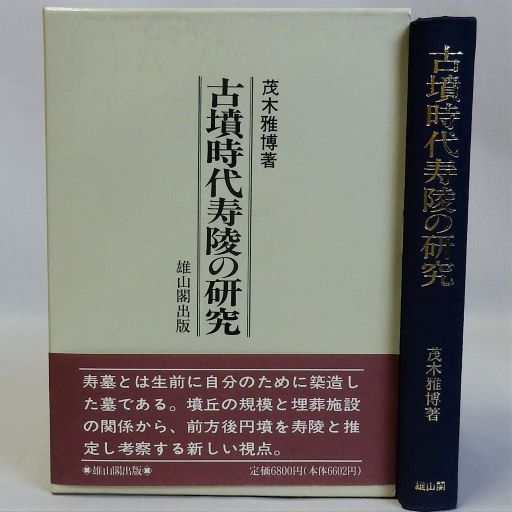 茂木雅博著
古墳時代寿陵の研究
雄山閣出版
寿墓とは生前に自分のために築造し
た墓である。墳丘の規模と埋葬施設
の関係から、前方後円墳を寿陵と推
定し考察する新しい視点。
■雄山閣出版■
定価6800円(本体6602円)
古墳時代寿陵の研究
茂木雅博著
雄山閣